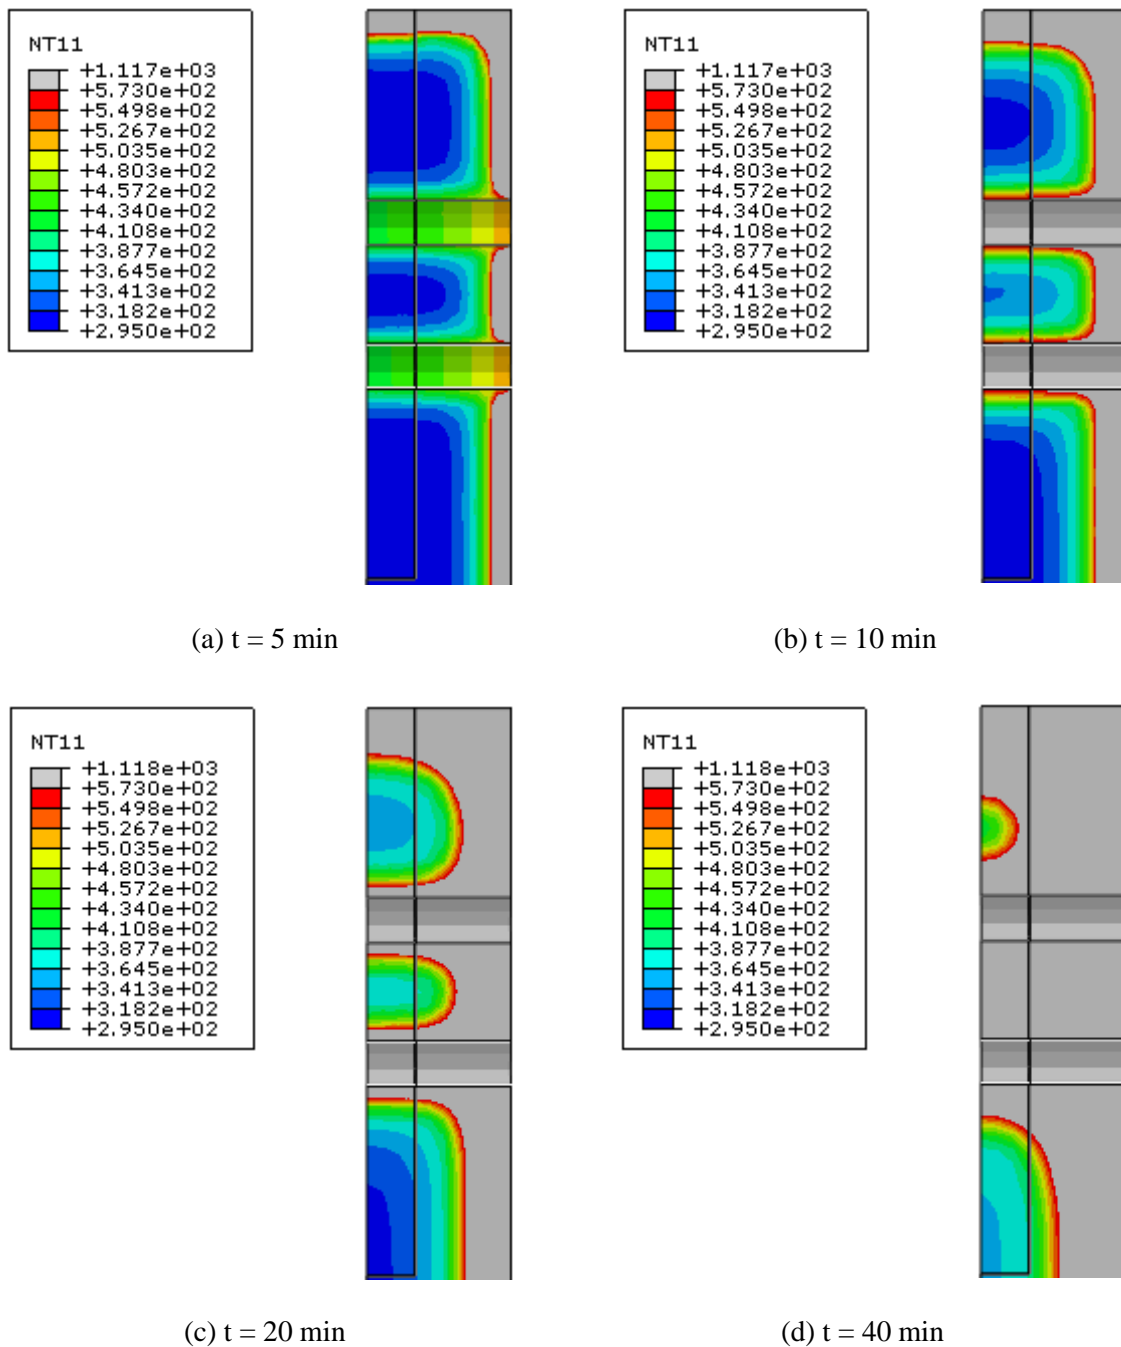 NT11
+1.117e+03
+5.730e+02
+5.498e+02
+5.267e+02
+5.035e+02
+4.803e+02
+4.572e+02
+4.340e+02
+4.108e+02
+3.877e+02
+3.645e+02
+3.413e+02
+3.182e+02
+2.950e+02
NT11
+1.117e+03
+5.730e+02
+5.498e+02
+5.267e+02
+5.035e+02
+4.803e+02
+4.572e+02
+4.340e+02
+4.108e+02
+3.877e+02
+3.645e+02
+3.413e+02
+3.182e+02
+2.950e+02
(a) t = 5 min
(b) t = 10 min
NT11
+1.118e+03
+5.730e+02
+5.498e+02
+5.267e+02
+5.035e+02
+4.803e+02
+4.572e+02
+4.340e+02
+4.108e+02
+3.877e+02
+3.645e+02
+3.413e+02
+3.182e+02
+2.950e+02
NT11
+1.118e+03
+5.730e+02
+5.498e+02
+5.267e+02
+5.035e+02
+4.803e+02
+4.572e+02
+4.340e+02
+4.108e+02
+3.877e+02
+3.645e+02
+3.413e+02
+3.182e+02
+2.950e+02
(c) t = 20 min
(d) t = 40 min